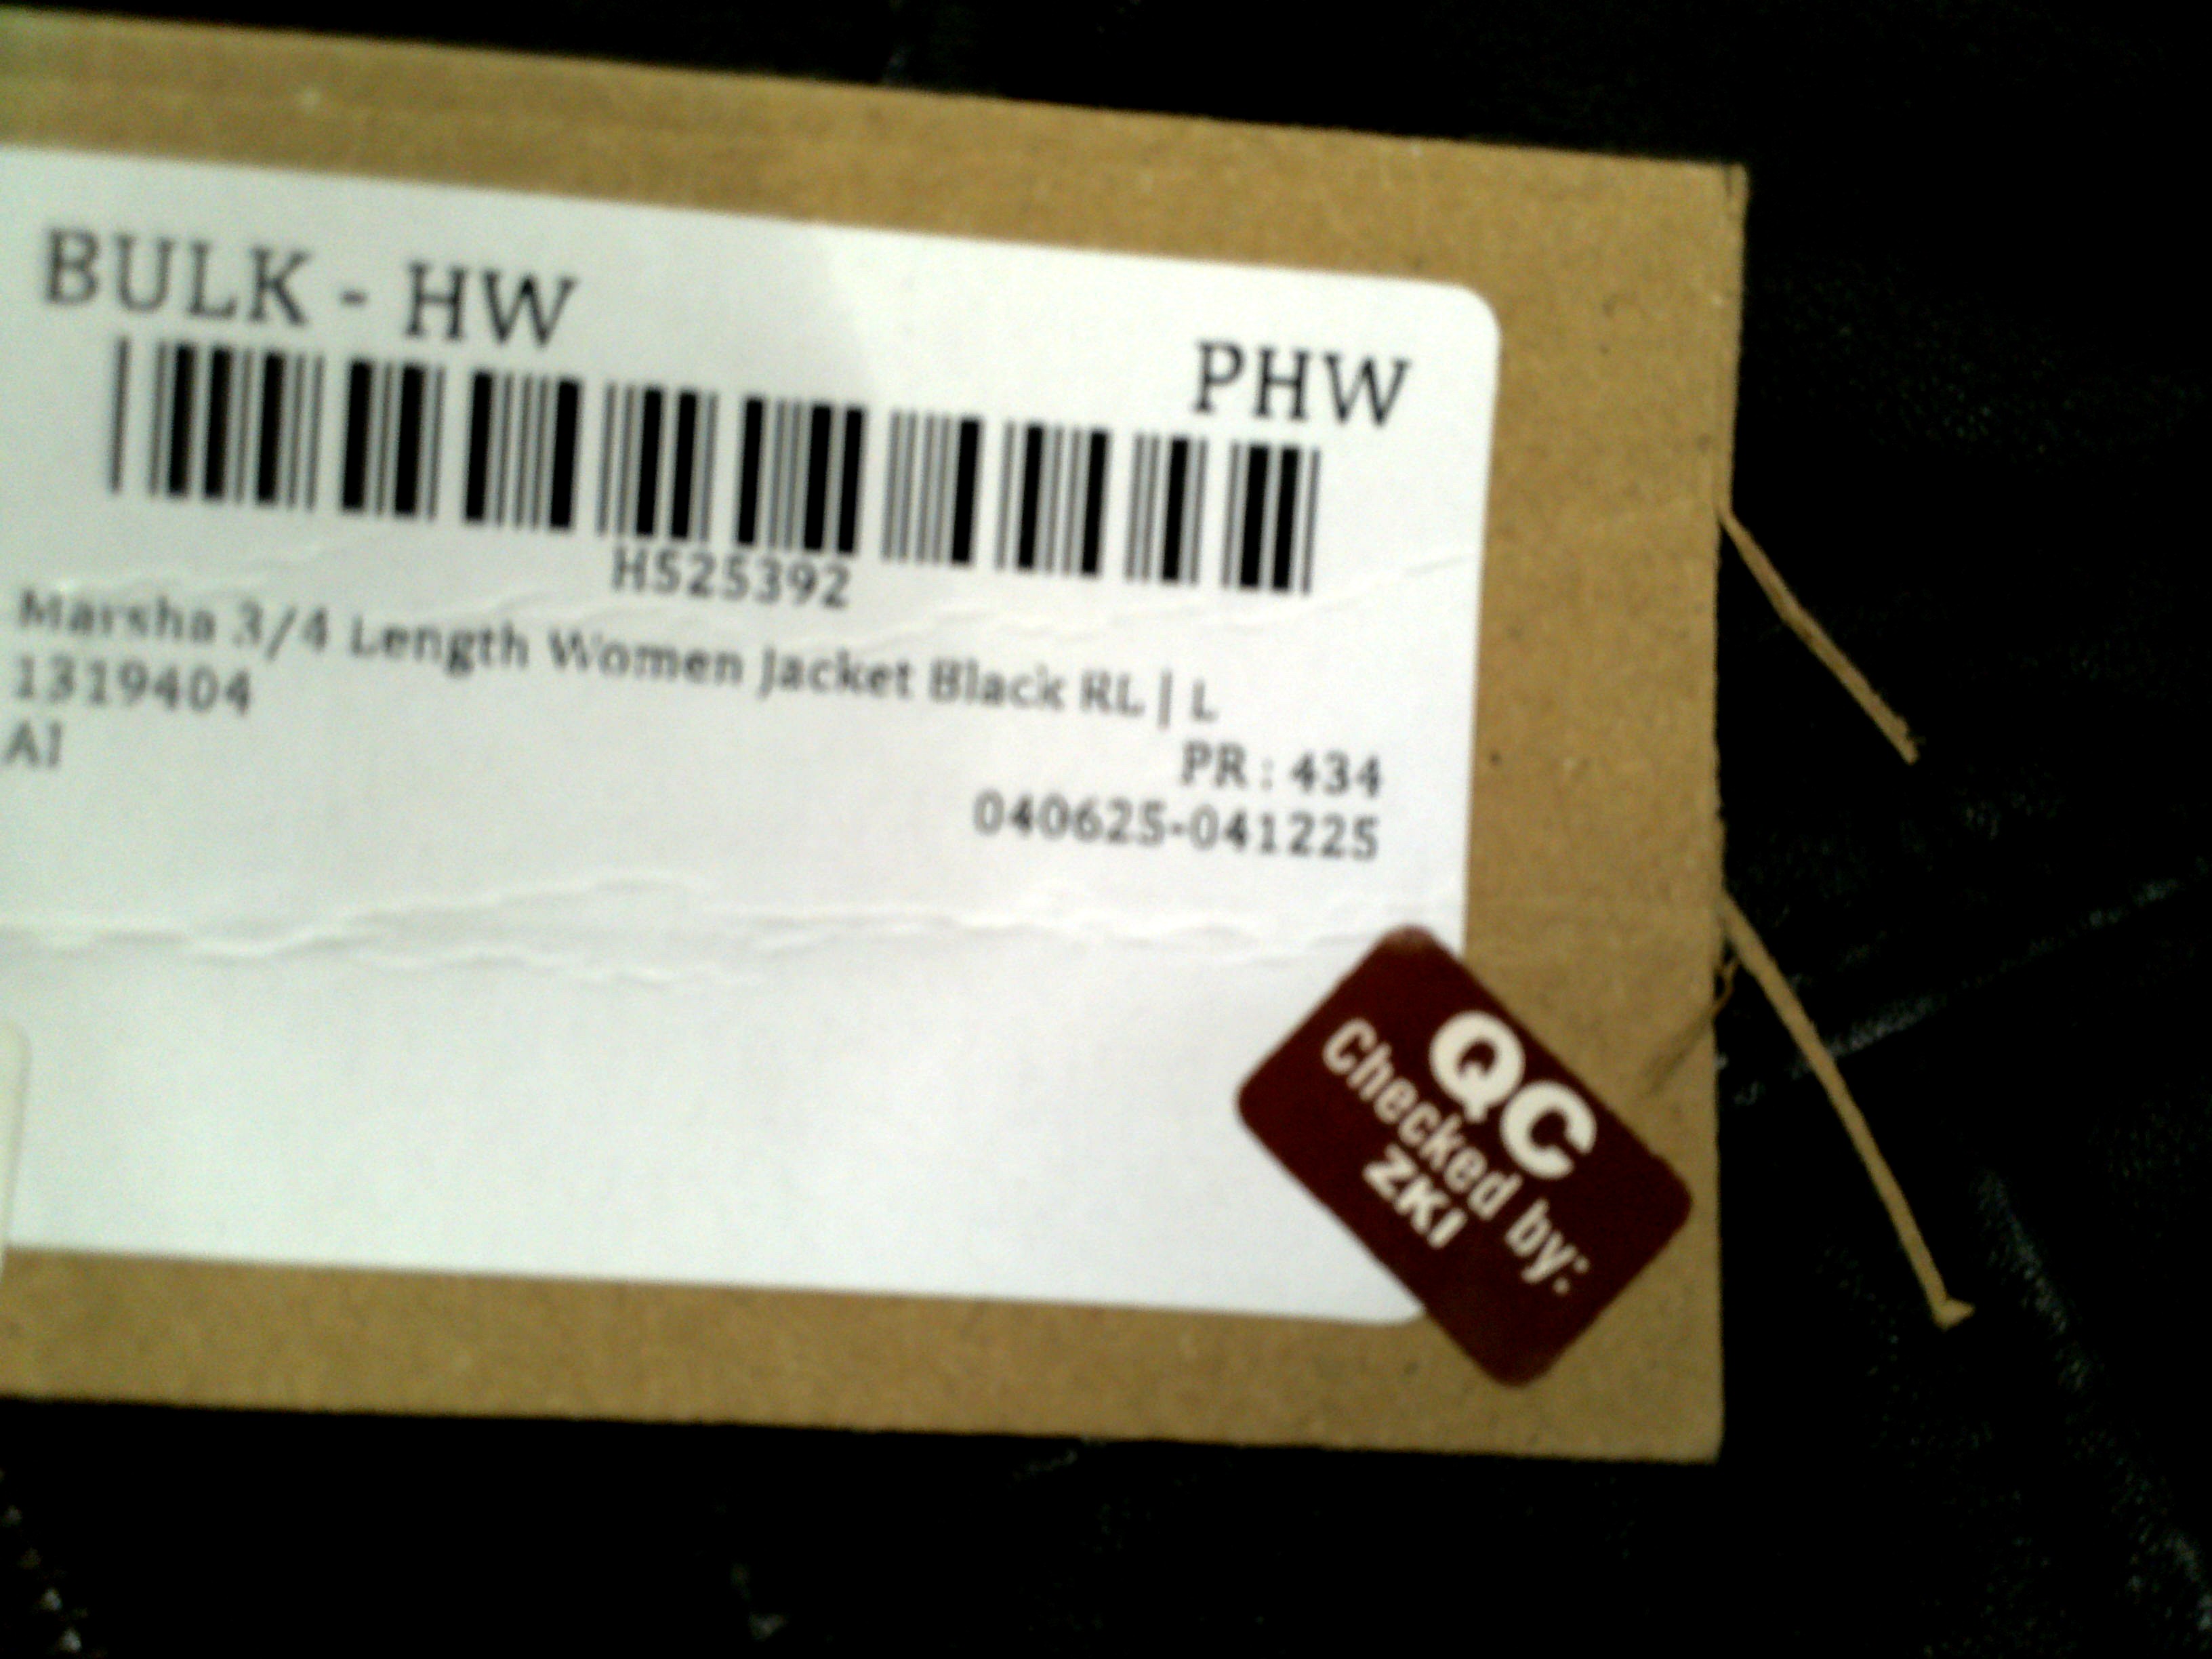 BULK - HW
PHW
H525392
Marsha 3/4 Length Women Jacket Black RL | L
1319404
AI
PR : 434
040625-041225
QC
Checked by:
ZKI